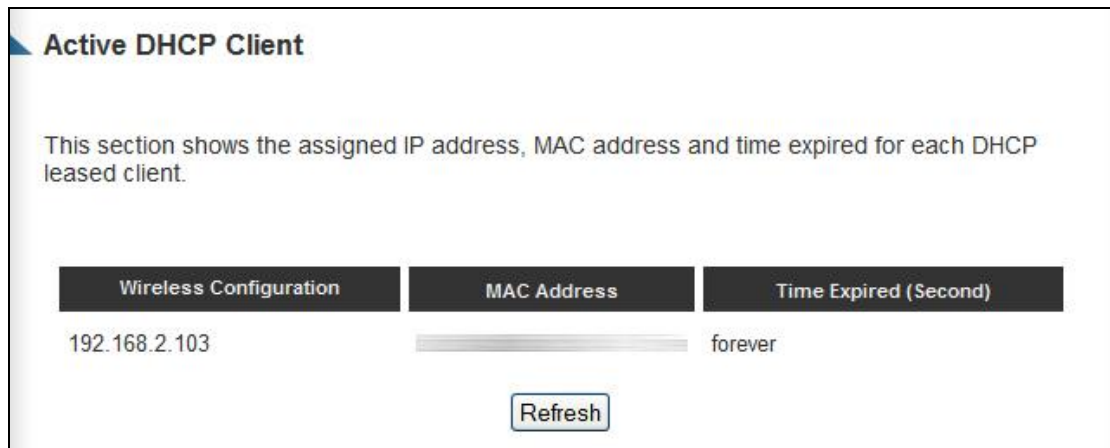 Active DHCP Client
This section shows the assigned IP address, MAC address and time expired for each DHCP
leased client.
Wireless Configuration MAC Address Time Expired (Second)
192.168.2.103 forever
Refresh